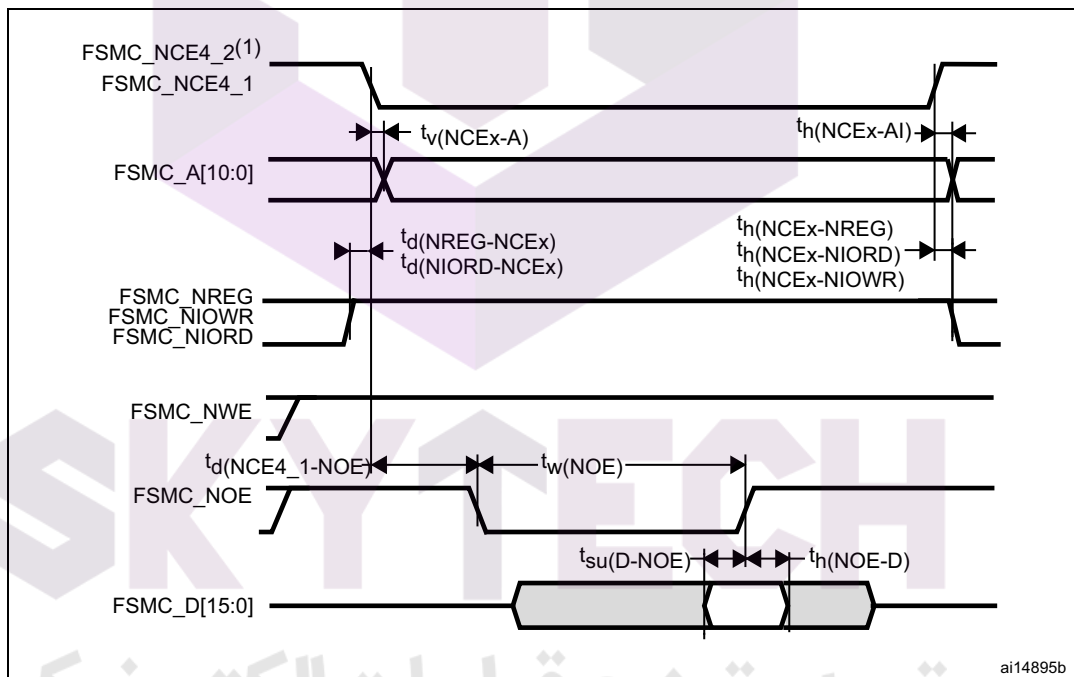 FSMC_NCE4_2(1)
FSMC_NCE4_1
tv(NCEx-A)
th(NCEx-AI)
FSMC_A[10:0]
td(NREG-NCEx)
td(NIORD-NCEx)
th(NCEx-NREG)
th(NCEx-NIORD)
th(NCEx-NIOWR)
FSMC_NREG
FSMC_NIOWR
FSMC_NIORD
FSMC_NWE
td(NCE4_1-NOE)
tw(NOE)
FSMC_NOE
SKYTECH
tsu(D-NOE)
th(NOE-D)
FSMC_D[15:0]
ai14895b